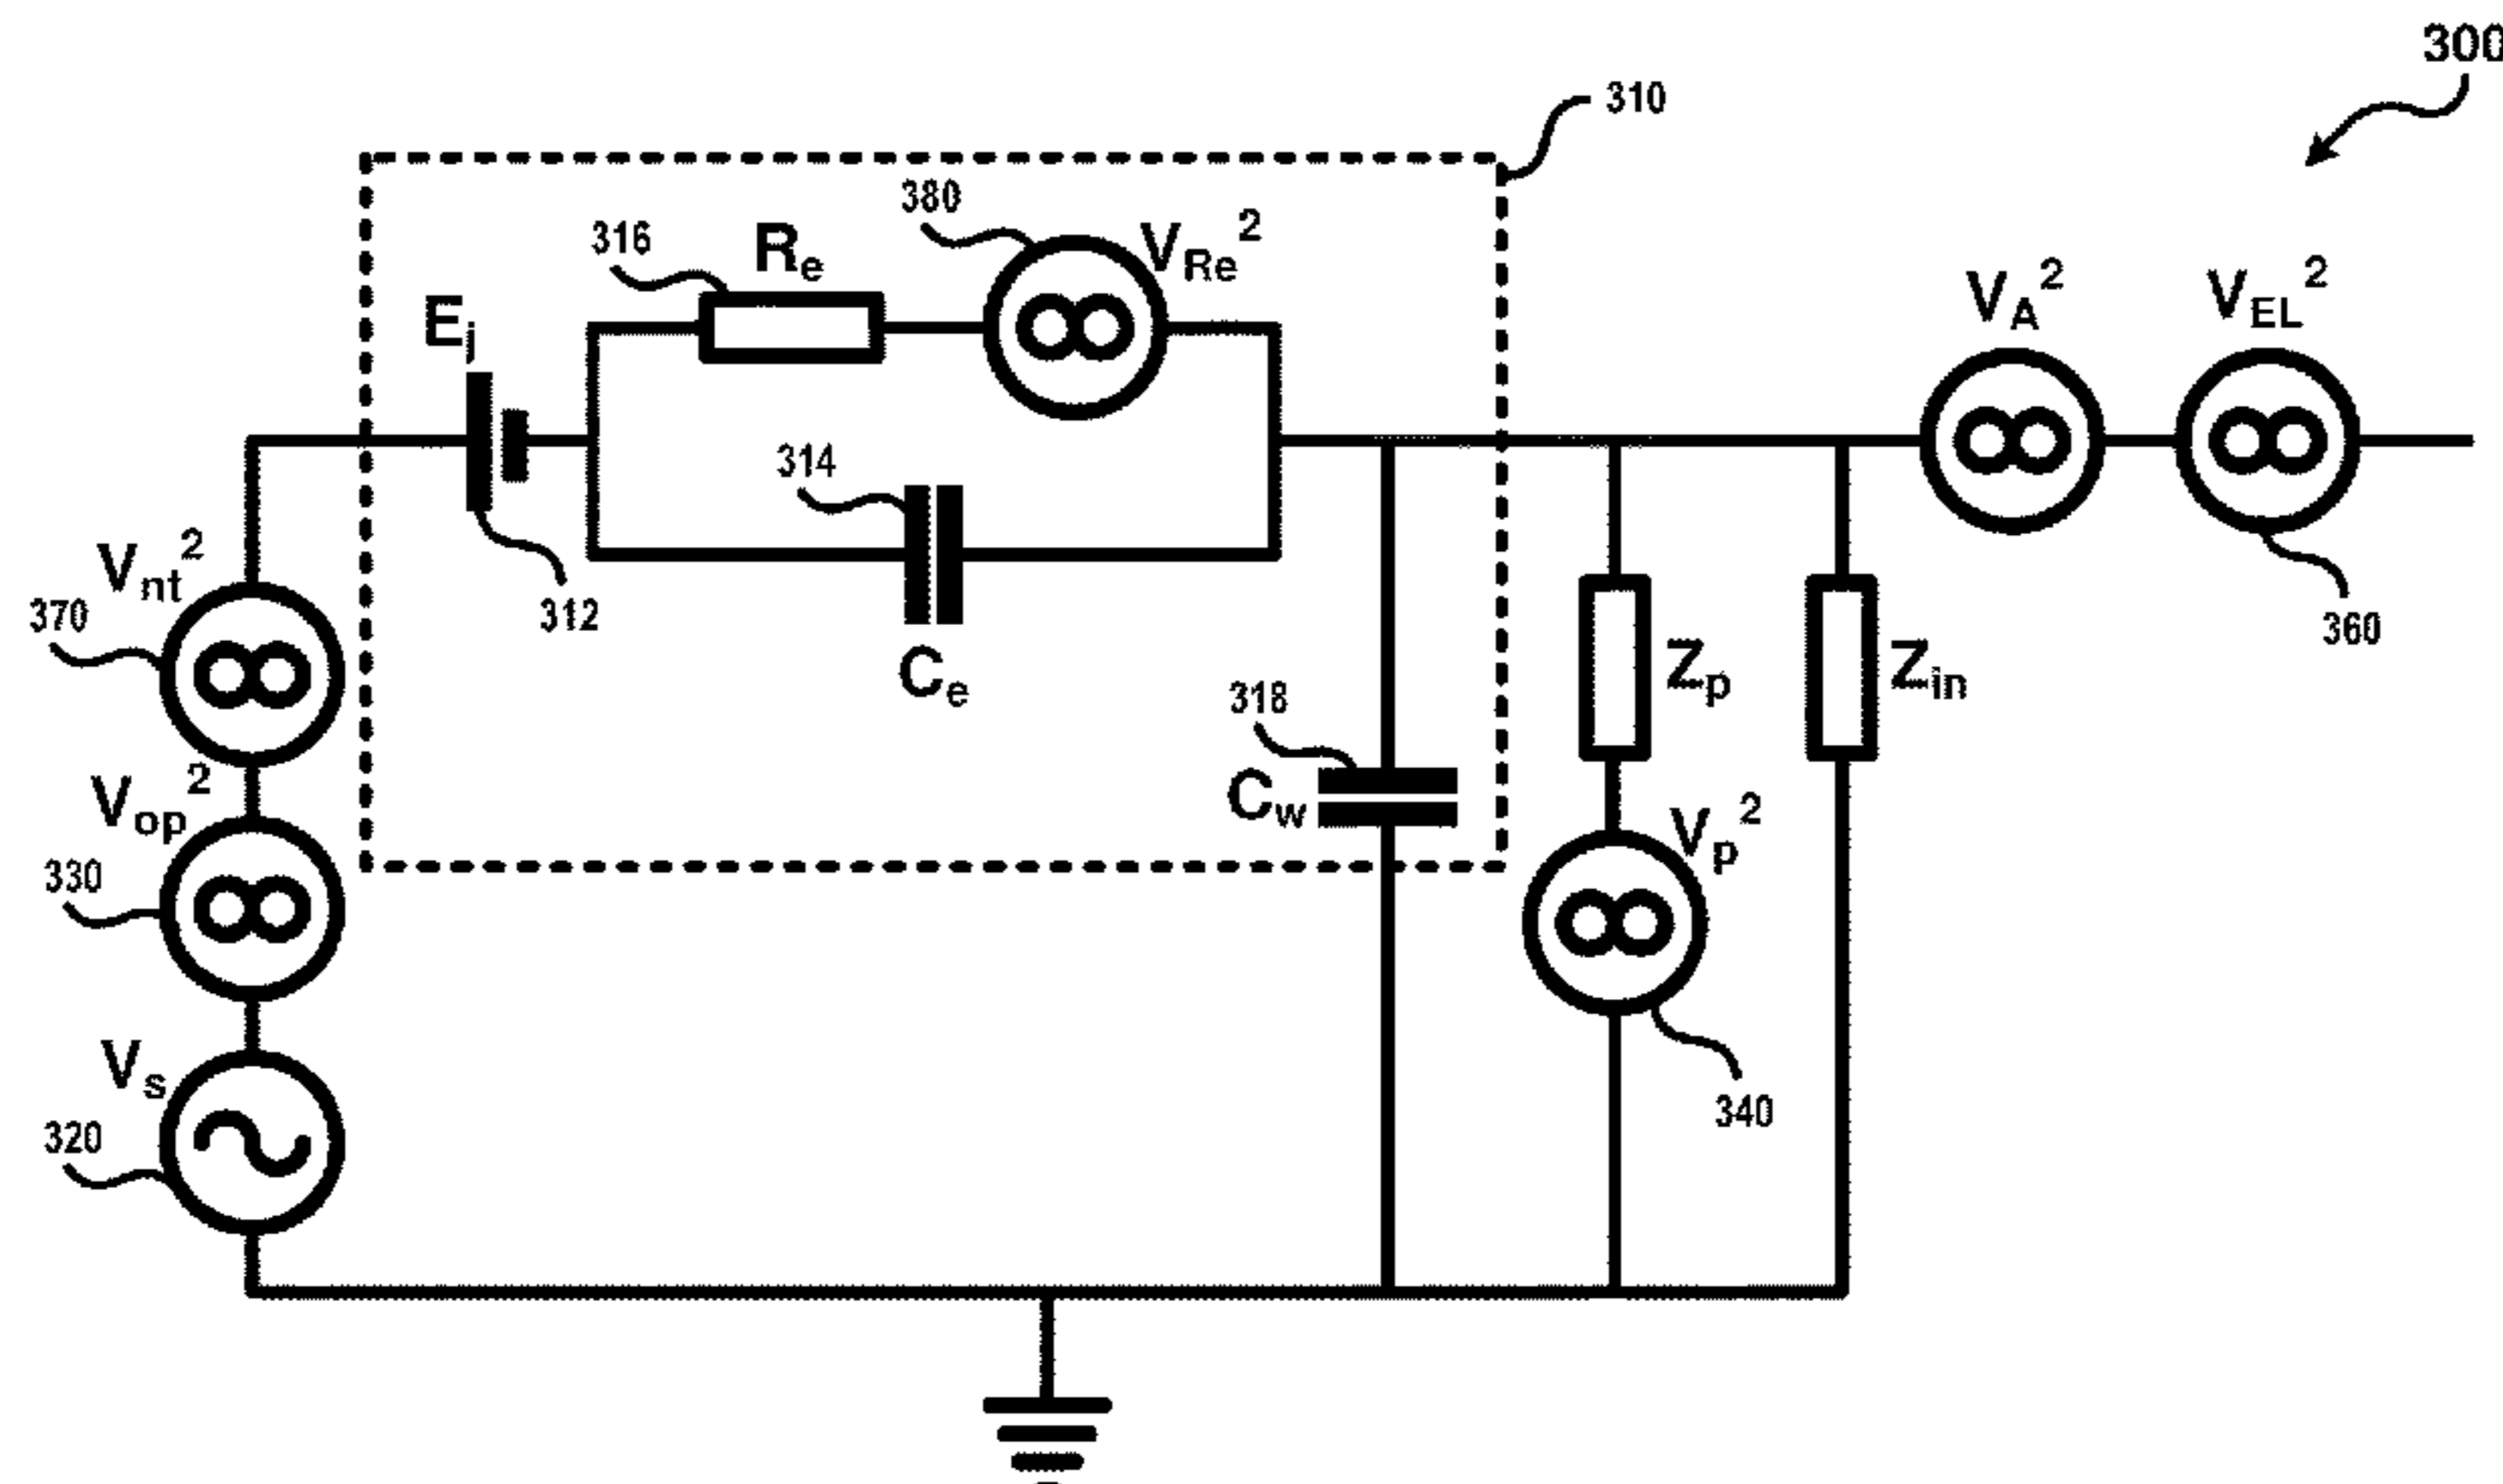 300
310
380
316
Re
VRe²
Ei
VA²
VEL²
314
Vnt²
370
312
360
Ce
Zp
Zin
318
Vop²
Cw
Vp²
330
Vs
340
320